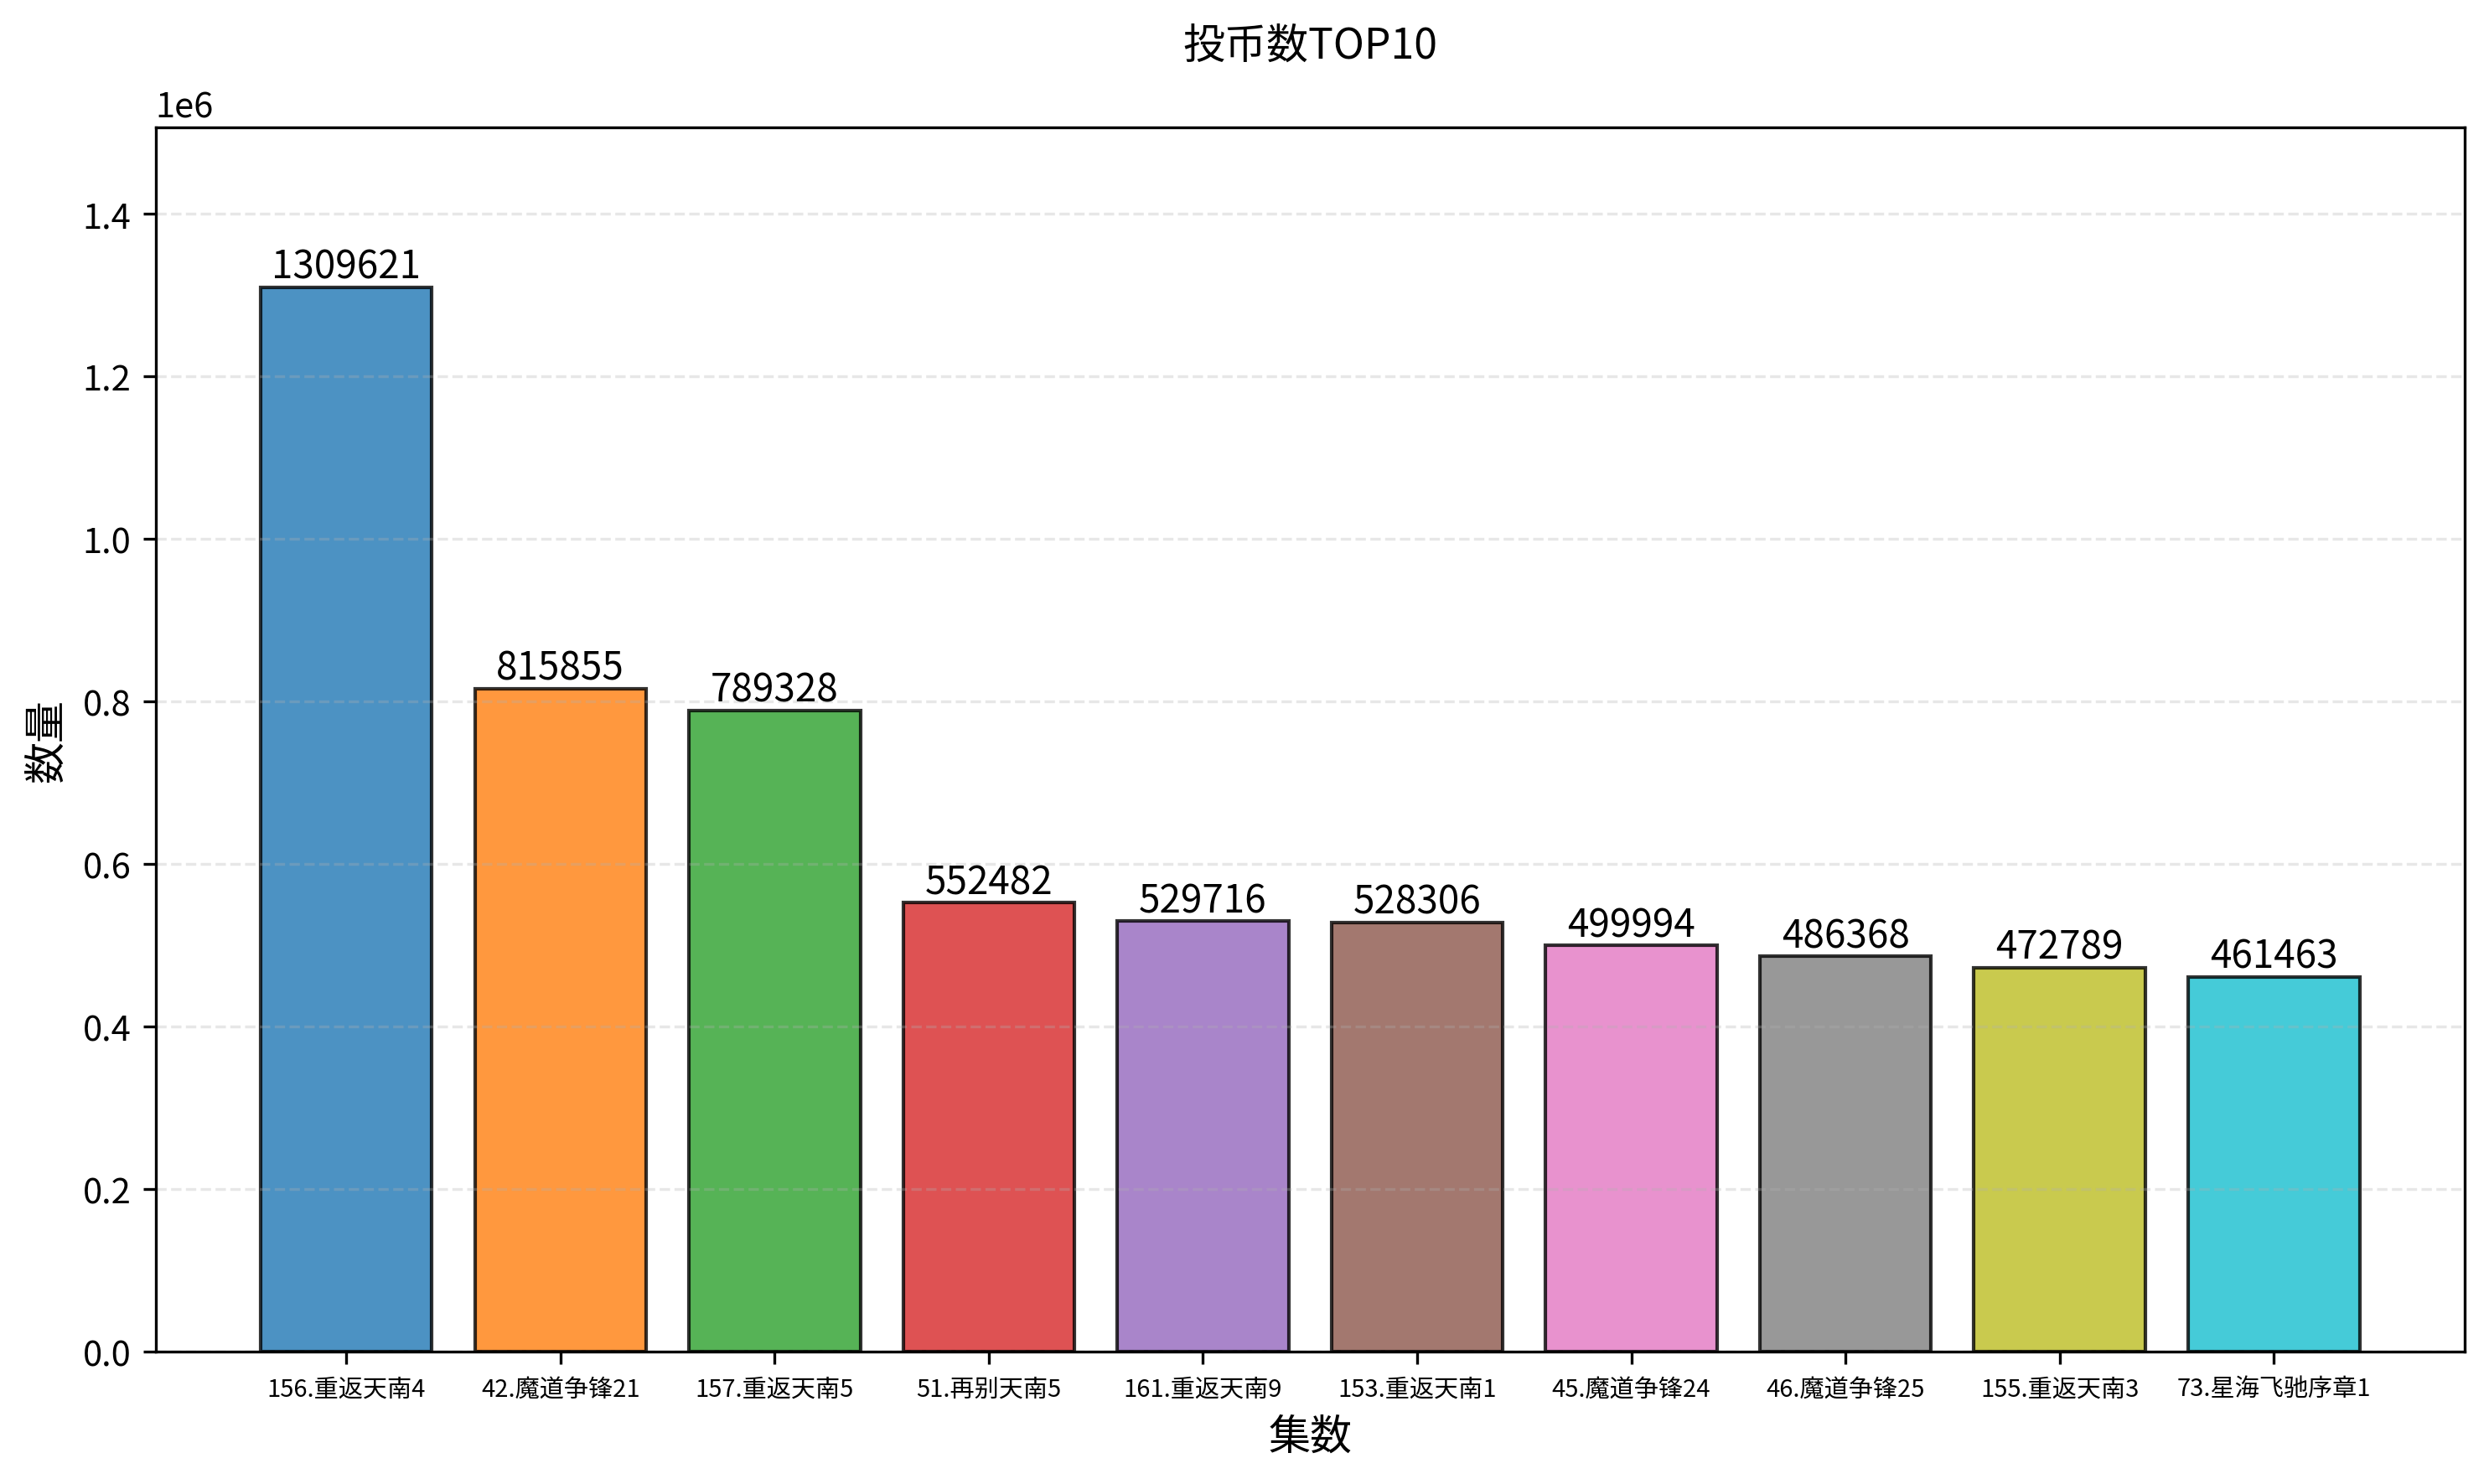 投币数TOP10
1e6
1.4
1.2
1.0
0.8
0.6
0.4
0.2
0.0
数量
1309621
815855
789328
552482
529716
528306
499994
486368
472789
461463
156.重返天南4
42.魔道争锋21
157.重返天南5
51.再别天南5
161.重返天南9
153.重返天南1
45.魔道争锋24
46.魔道争锋25
155.重返天南3
73.星海飞驰序章1
集数